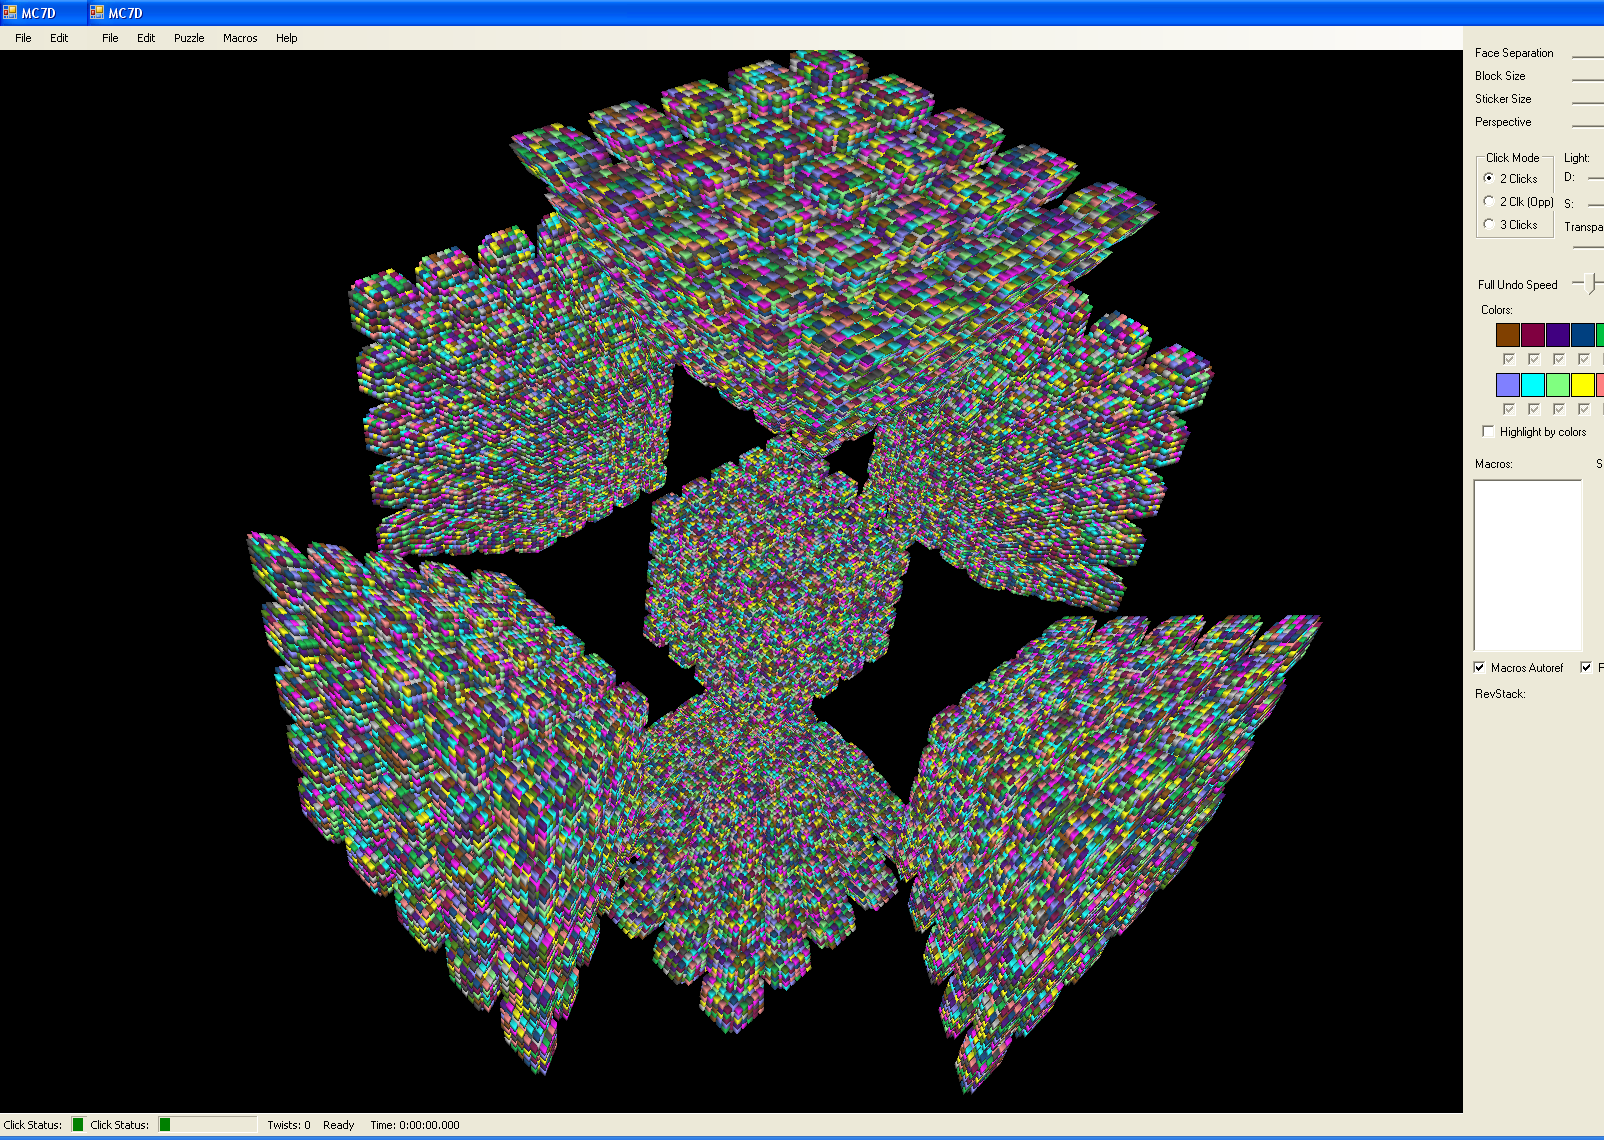 MC7D MC7D
File Edit File Edit Puzzle Macros Help
Face Separation
Block Size
Sticker Size
Perspective
Click Mode Light:
2 Clicks D:
2 Clk (Opp) S:
3 Clicks Transpa
Full Undo Speed
Colors:
Highlight by colors
Macros: S
Macros Autoref F
RevStack:
Click Status: Click Status: Twists: 0 Ready Time: 0:00:00.000